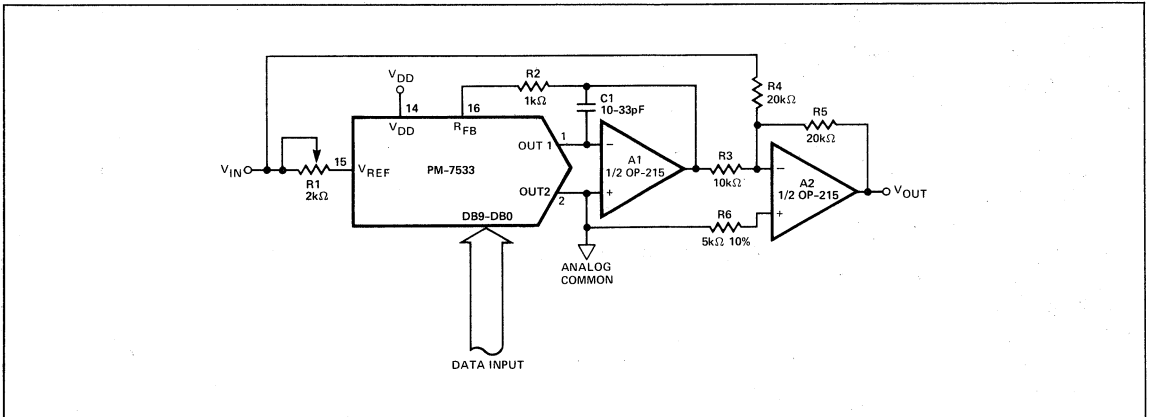 VDD
14
VDD
16
RFB
R2
1kΩ
C1
10-33pF
R4
20kΩ
R5
20kΩ
VIN
R1
2kΩ
15
VREF
PM-7533
OUT 1
1
OUT2
2
DB9-DB0
−
A1
1/2 OP-215
+
R3
10kΩ
−
A2
1/2 OP-215
+
VOUT
R6
5kΩ 10%
ANALOG
COMMON
DATA INPUT